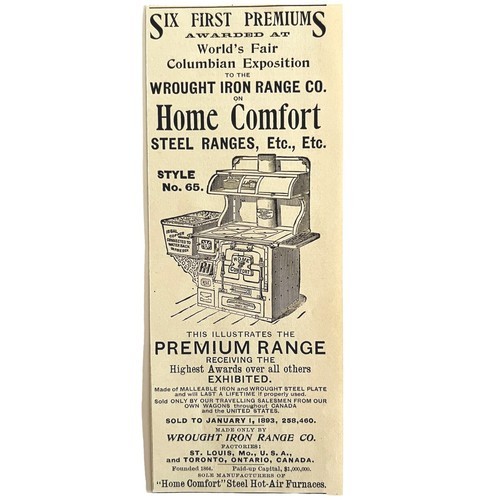 SIX FIRST PREMIUMS
AWARDED AT
World's Fair
Columbian Exposition
TO THE
WROUGHT IRON RANGE CO.
ON
Home Comfort
STEEL RANGES, Etc., Etc.
STYLE
No. 65.
HOME
COMFORT
THIS ILLUSTRATES THE
PREMIUM RANGE
RECEIVING THE
Highest Awards over all others
EXHIBITED.
Made of MALLEABLE IRON and WROUGHT STEEL PLATE
and will LAST A LIFETIME if properly used.
Sold ONLY BY OUR TRAVELLING SALESMEN FROM OUR
OWN WAGONS throughout CANADA
and the UNITED STATES.
SOLD TO JANUARY 1, 1893, 258,460.
MADE ONLY BY
WROUGHT IRON RANGE CO.
FACTORIES:
ST. LOUIS, Mo., U.S.A.,
and TORONTO, ONTARIO, CANADA.
Founded 1864. Paid-up Capital, $1,000,000.
SOLE MANUFACTURERS OF
"Home Comfort" Steel Hot-Air Furnaces.